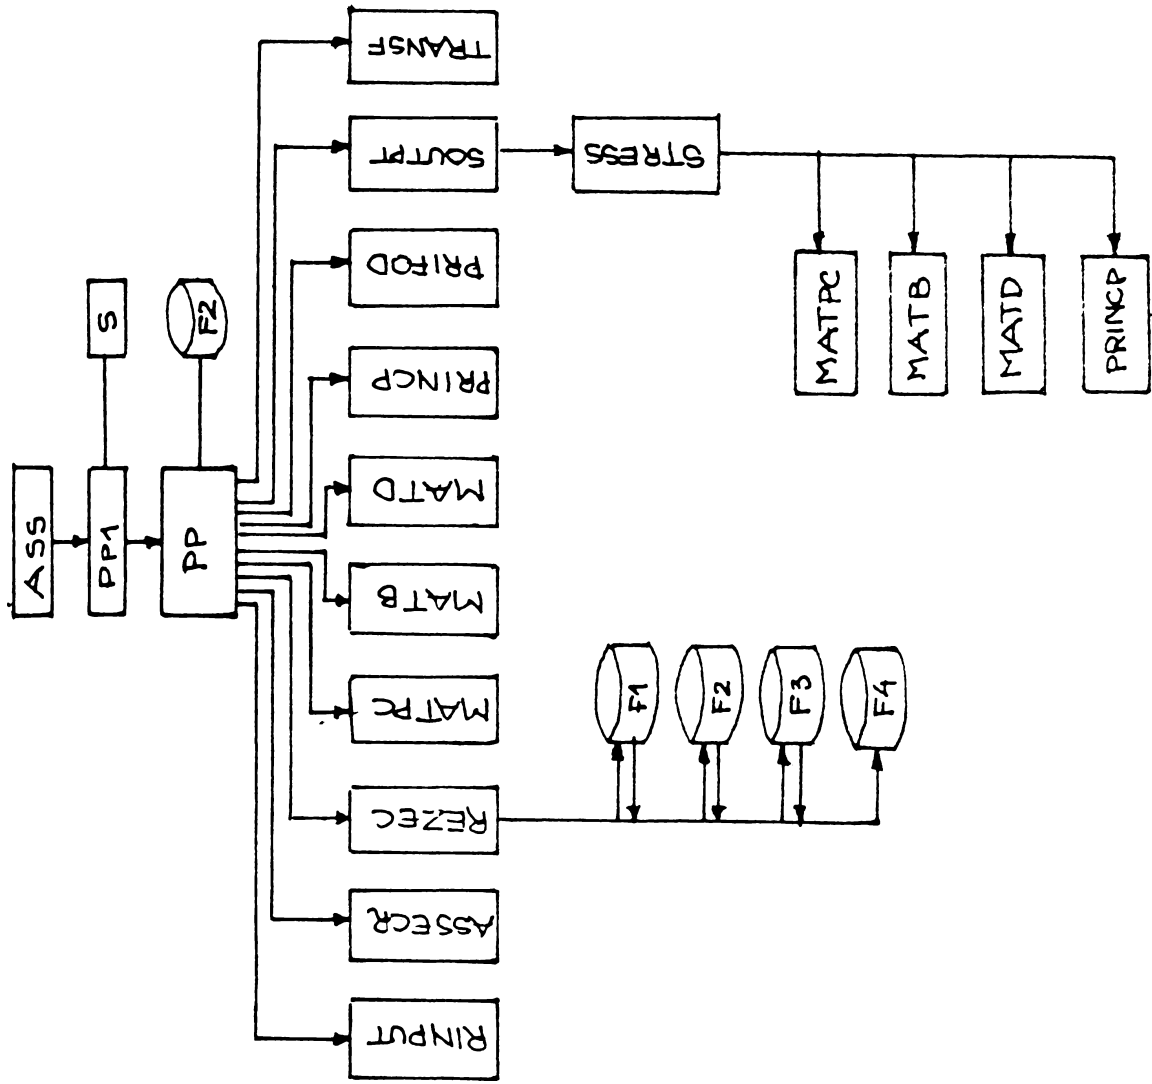 ASS
PP1
S
PP
F2
TRANSF
SOUTPT
PRIFOD
PRINCP
MATD
MATB
MATPC
REZEC
ASSECR
RINPUT
STRESS
MATPC
MATB
MATD
PRINCP
F1
F2
F3
F4